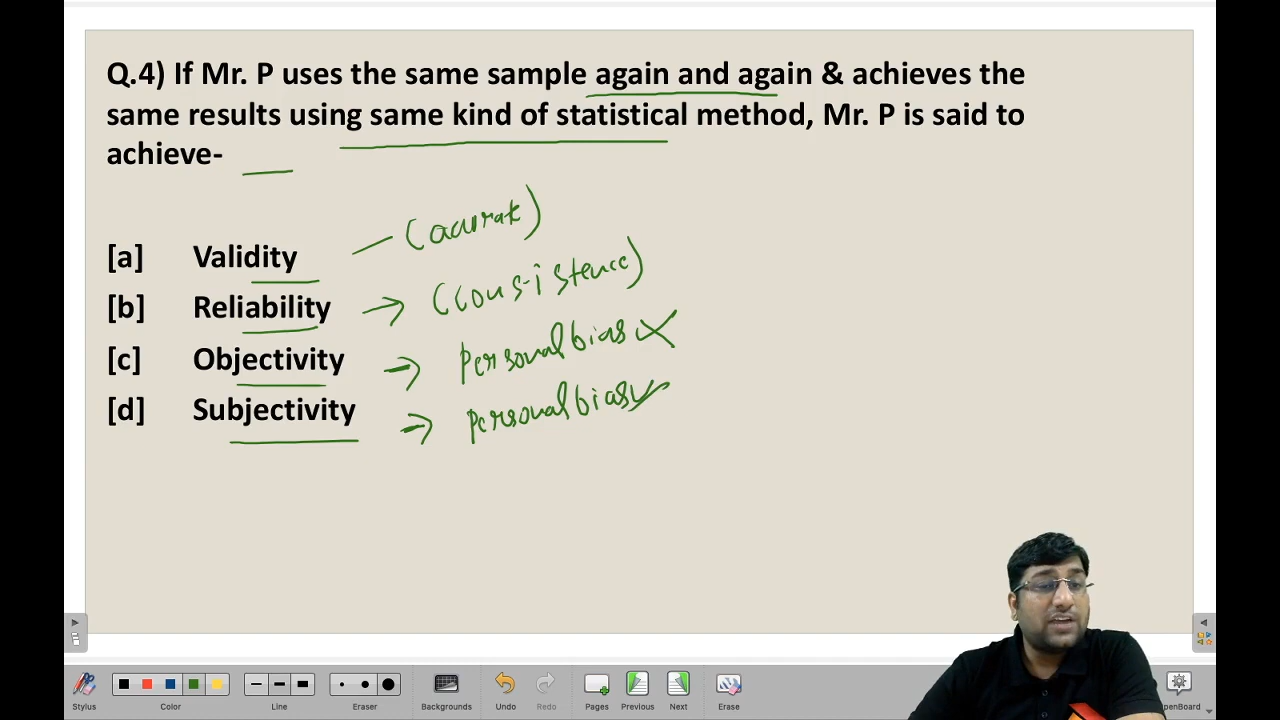 Q.4) If Mr. P uses the same sample again and again & achieves the
same results using same kind of statistical method, Mr. P is said to
achieve-
[a] Validity – (acurate)
[b] Reliability → (consistence)
[c] Objectivity → Personal bias ✗
[d] Subjectivity → Personal bias ✓
Stylus Color Line Eraser Backgrounds Undo Redo Pages Previous Next Erase OpenBoard